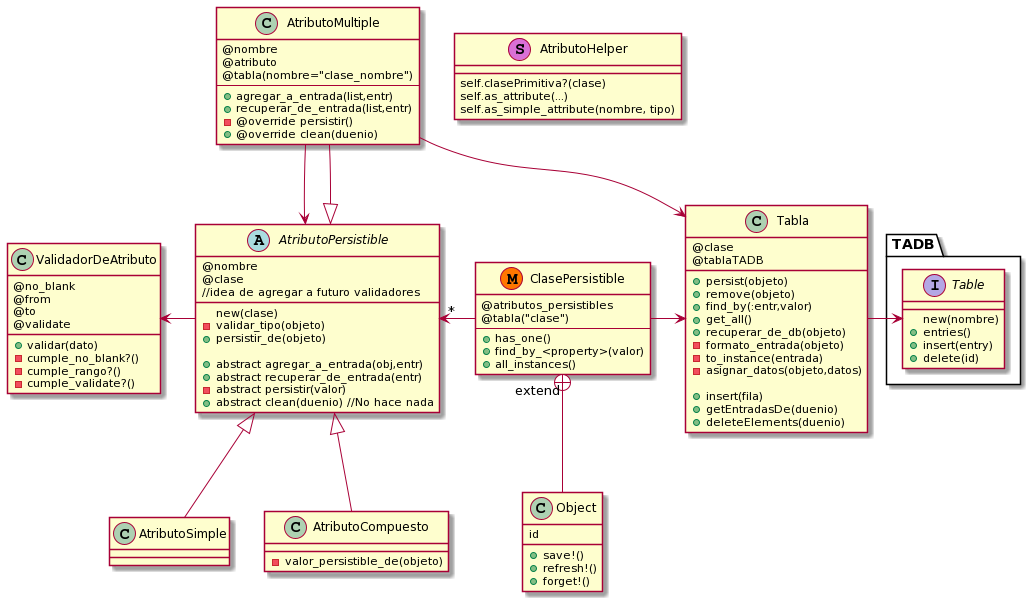 C AtributoMultiple
@nombre
@atributo
@tabla(nombre="clase_nombre")
agregar_a_entrada(list,entr)
recuperar_de_entrada(list,entr)
@override persistir()
@override clean(duenio)
S AtributoHelper
self.clasePrimitiva?(clase)
self.as_attribute(...)
self.as_simple_attribute(nombre, tipo)
C ValidadorDeAtributo
@no_blank
@from
@to
@validate
validar(dato)
cumple_no_blank?()
cumple_rango?()
cumple_validate?()
A AtributoPersistible
@nombre
@clase
//idea de agregar a futuro validadores
new(clase)
validar_tipo(objeto)
persistir_de(objeto)
abstract agregar_a_entrada(obj,entr)
abstract recuperar_de_entrada(entr)
abstract persistir(valor)
abstract clean(duenio) //No hace nada
*
M ClasePersistible
@atributos_persistibles
@tabla("clase")
has_one()
find_by_<property>(valor)
all_instances()
extend
C Tabla
@clase
@tablaTADB
persist(objeto)
remove(objeto)
find_by(:entr,valor)
get_all()
recuperar_de_db(objeto)
formato_entrada(objeto)
to_instance(entrada)
asignar_datos(objeto,datos)
insert(fila)
getEntradasDe(duenio)
deleteElements(duenio)
TADB
I Table
new(nombre)
entries()
insert(entry)
delete(id)
C AtributoSimple
C AtributoCompuesto
valor_persistible_de(objeto)
C Object
id
save!()
refresh!()
forget!()